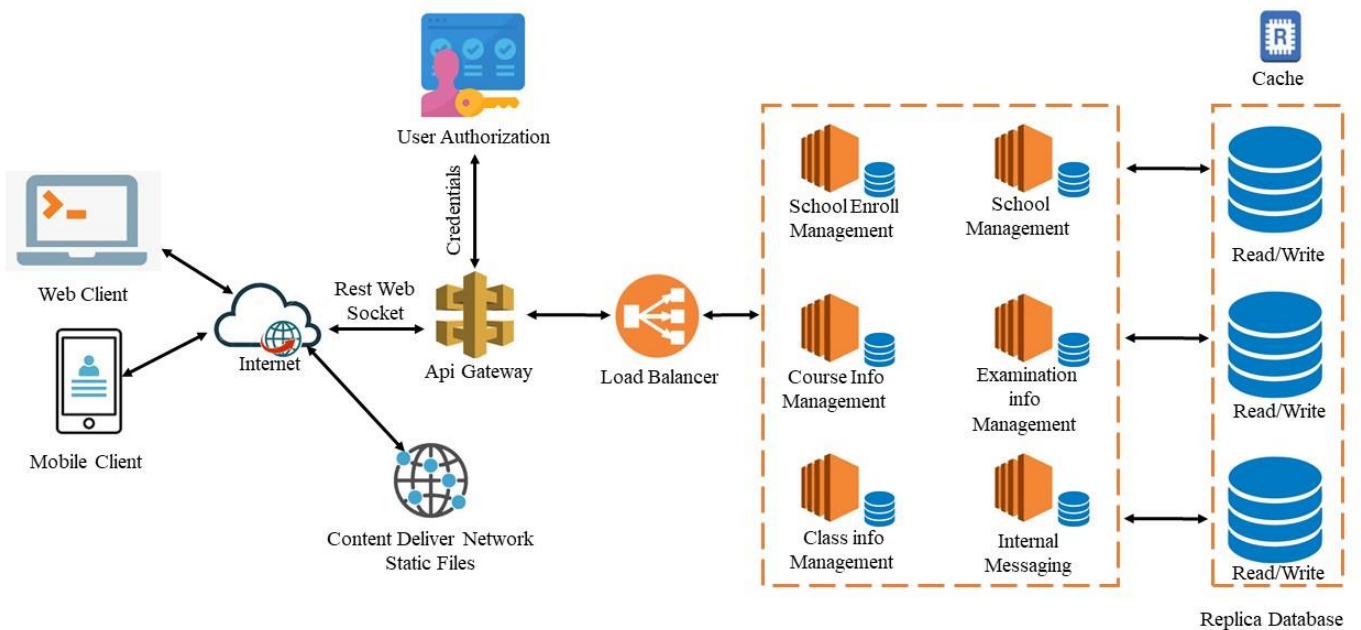 User Authorization
Credentials
Web Client
Mobile Client
Internet
Rest Web
Socket
Api Gateway
Content Deliver Network
Static Files
Load Balancer
School Enroll
Management
School
Management
Course Info
Management
Examination
info
Management
Class info
Management
Internal
Messaging
R
Cache
Read/Write
Read/Write
Read/Write
Replica Database